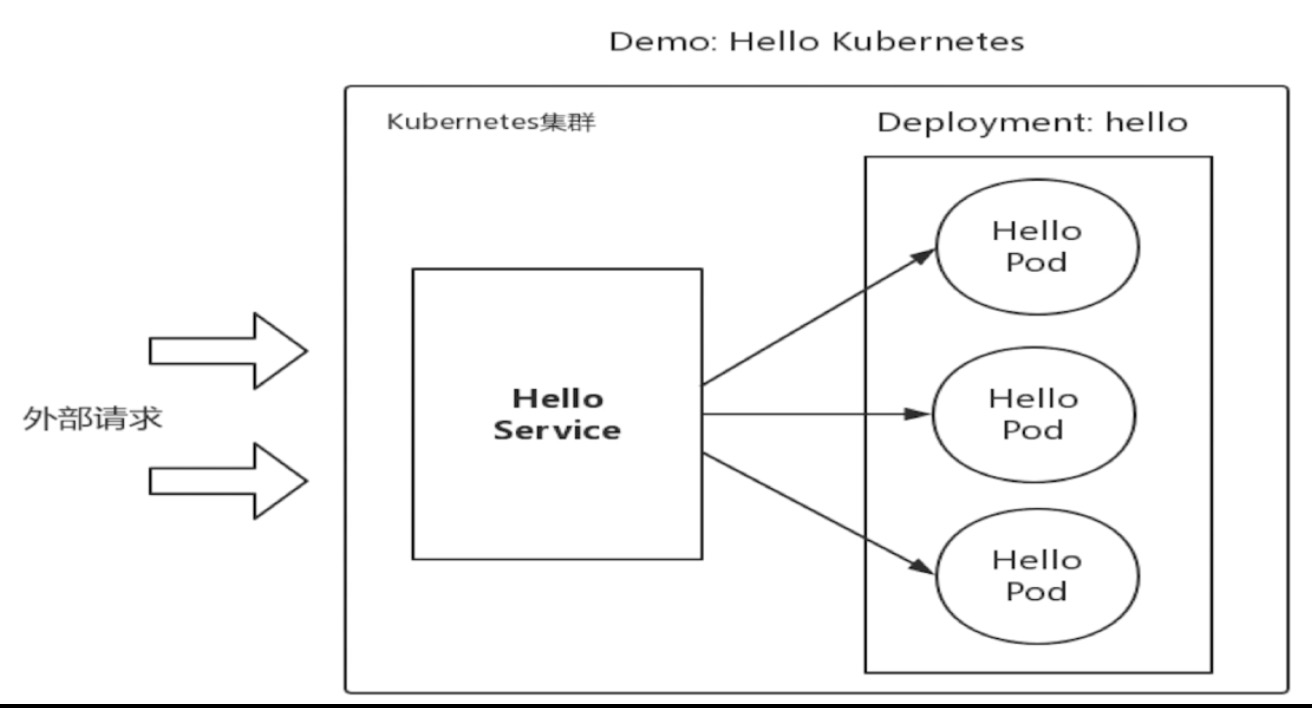 Demo: Hello Kubernetes
Kubernetes集群
Deployment: hello
Hello
Pod
外部请求
Hello
Service
Hello
Pod
Hello
Pod